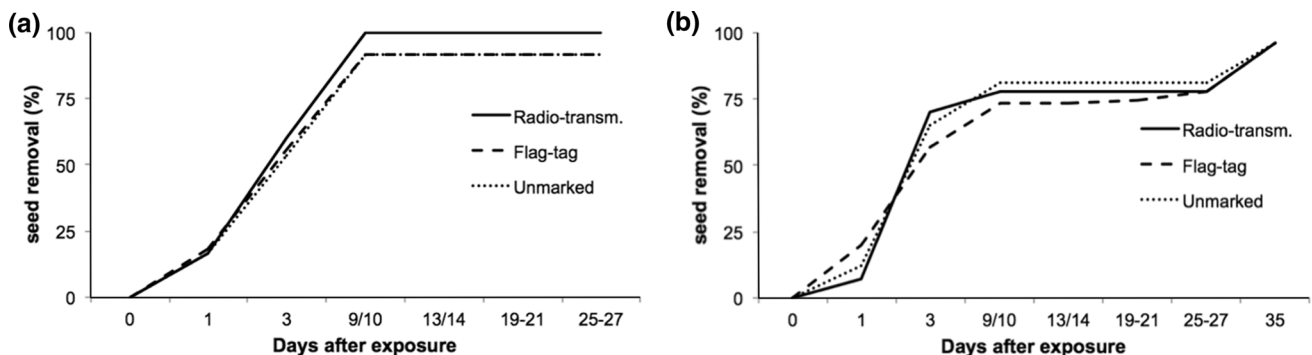 (a)
100
75
50
25
0
seed removal (%)
Radio-transm.
Flag-tag
Unmarked
0 1 3 9/10 13/14 19-21 25-27
Days after exposure
(b)
100
75
50
25
0
seed removal (%)
Radio-transm.
Flag-tag
Unmarked
0 1 3 9/10 13/14 19-21 25-27 35
Days after exposure